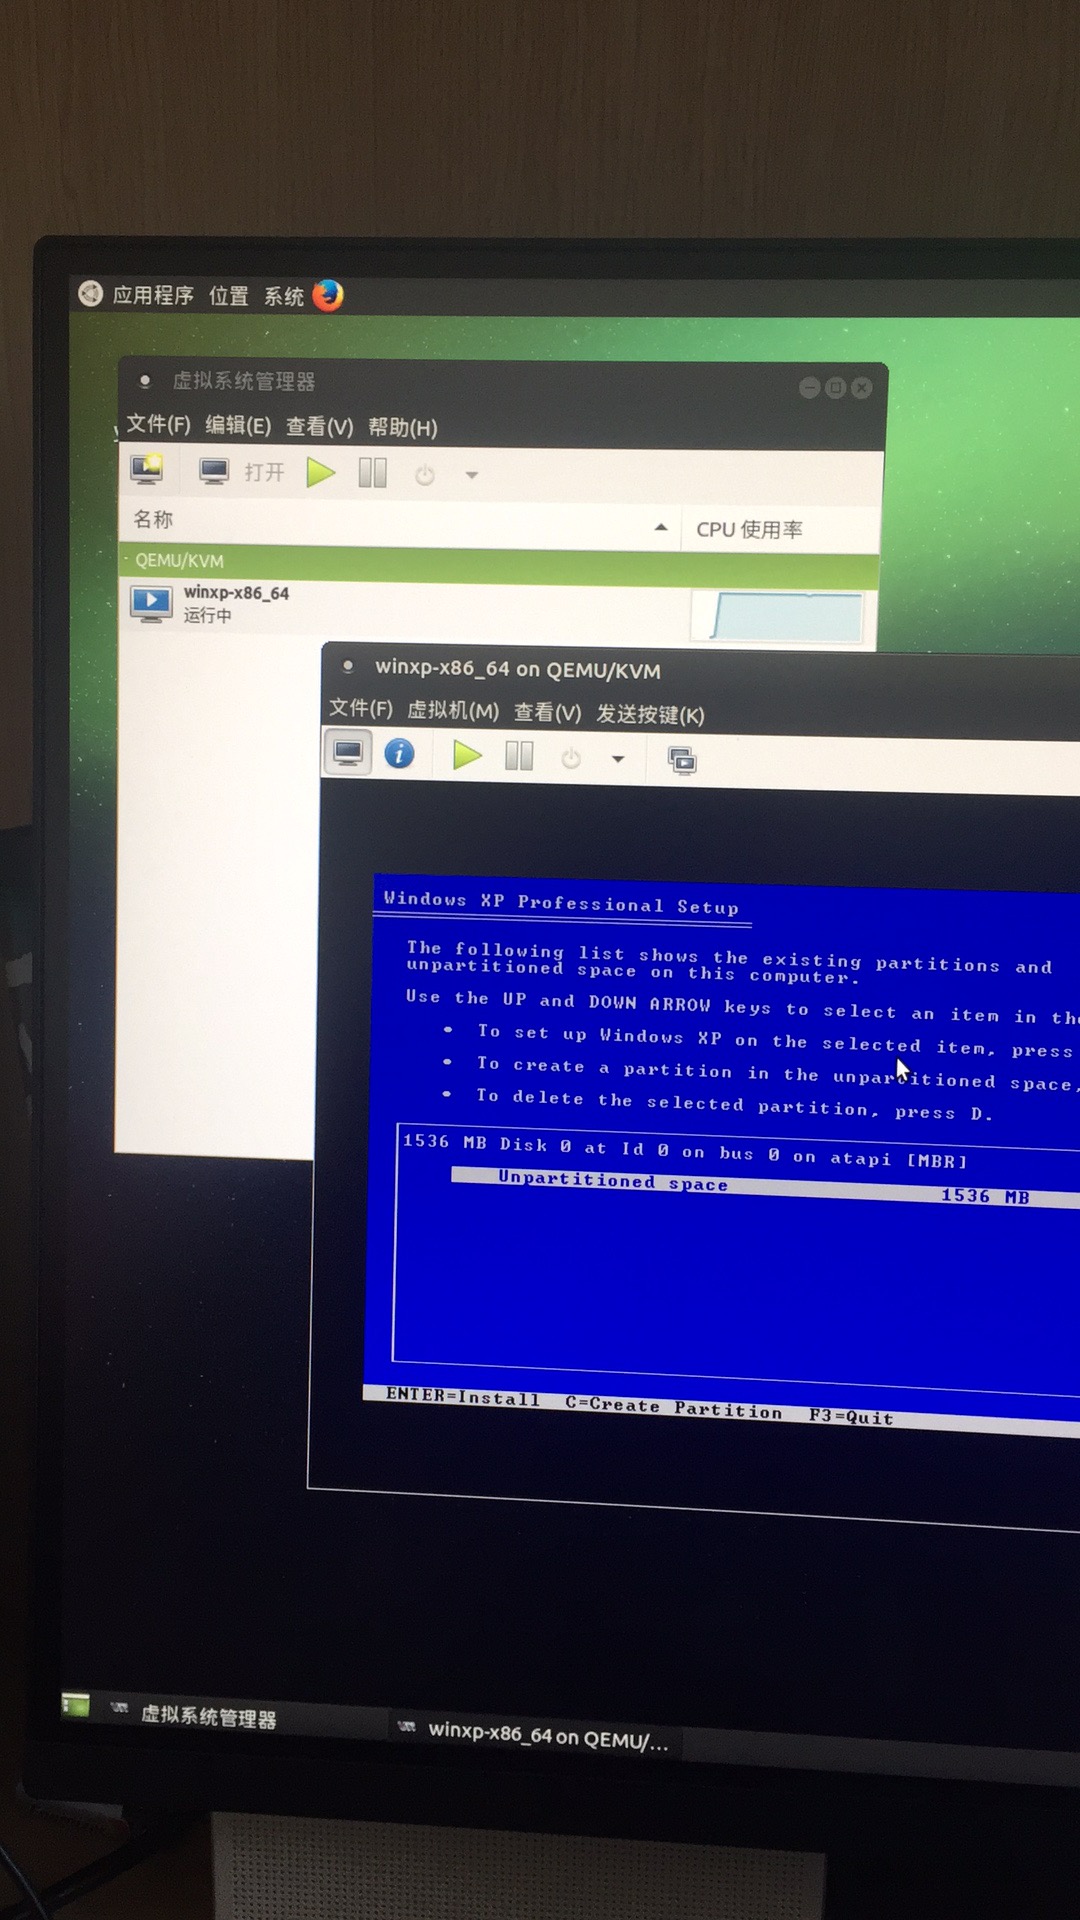 应用程序 位置 系统
虚拟系统管理器
文件(F) 编辑(E) 查看(V) 帮助(H)
打开
名称 CPU 使用率
QEMU/KVM
winxp-x86_64
运行中
winxp-x86_64 on QEMU/KVM
文件(F) 虚拟机(M) 查看(V) 发送按键(K)
Windows XP Professional Setup
The following list shows the existing partitions and
unpartitioned space on this computer.
Use the UP and DOWN ARROW keys to select an item in the
• To set up Windows XP on the selected item, press
• To create a partition in the unpartitioned space,
• To delete the selected partition, press D.
1536 MB Disk 0 at Id 0 on bus 0 on atapi [MBR]
Unpartitioned space 1536 MB
ENTER=Install C=Create Partition F3=Quit
虚拟系统管理器 winxp-x86_64 on QEMU/...